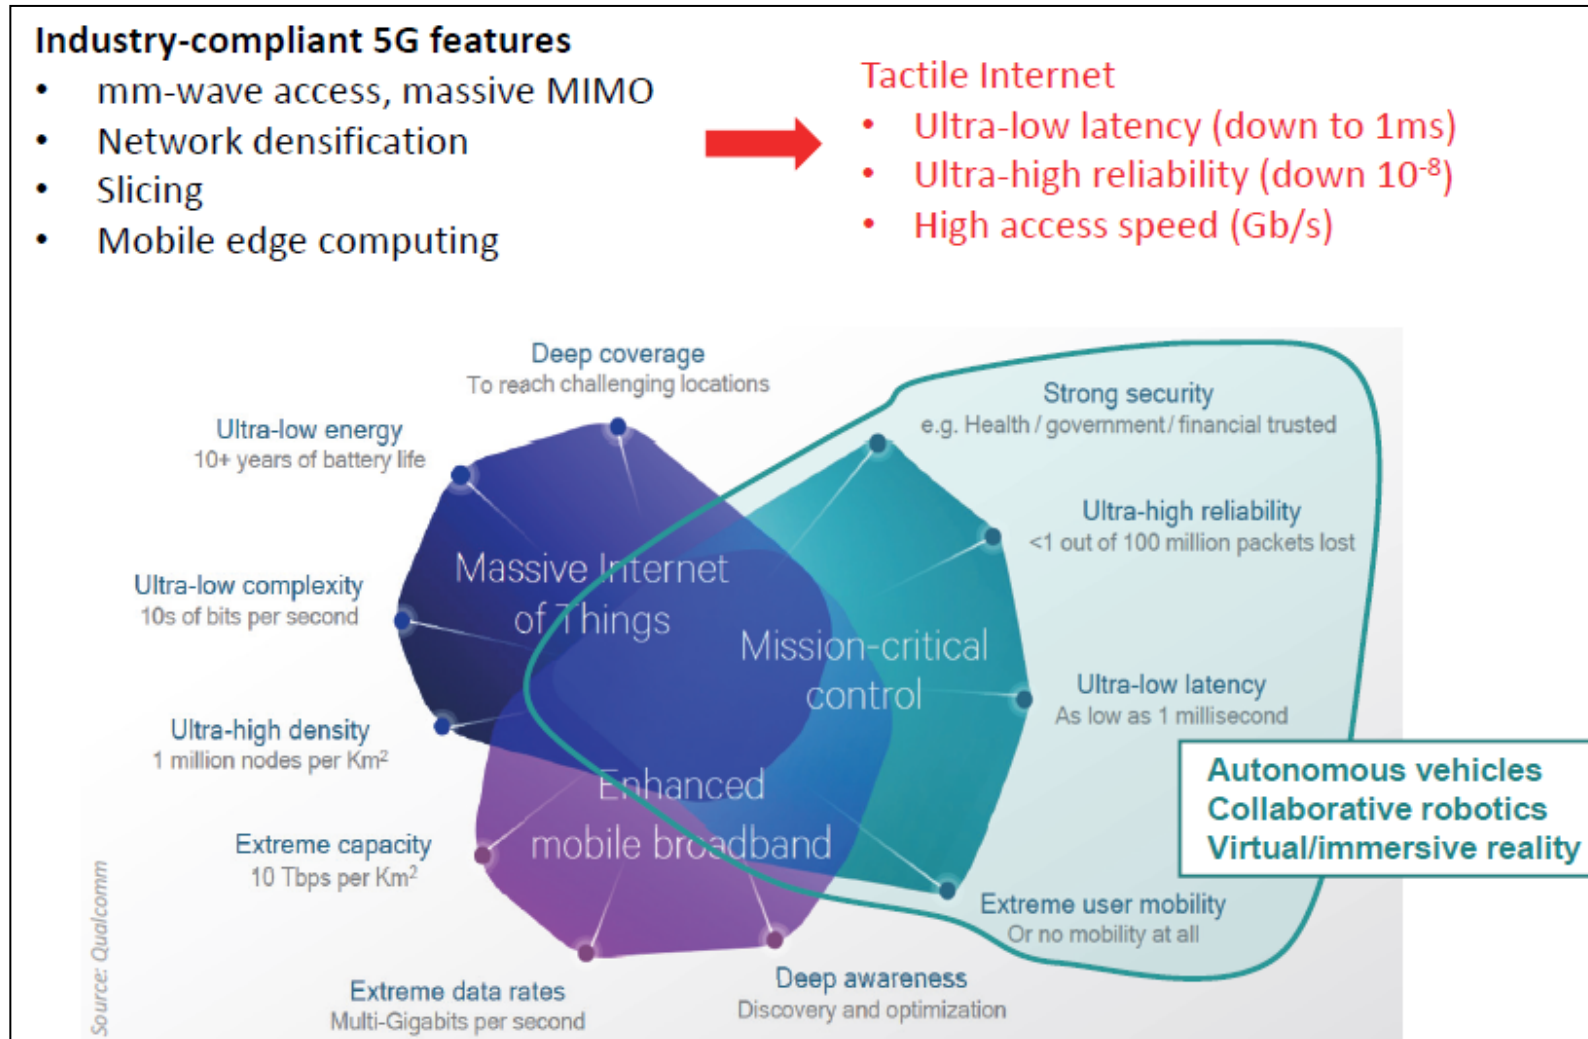 Industry-compliant 5G features
• mm-wave access, massive MIMO
• Network densification
• Slicing
• Mobile edge computing
Tactile Internet
• Ultra-low latency (down to 1ms)
• Ultra-high reliability (down 10⁻⁸)
• High access speed (Gb/s)
Deep coverage
To reach challenging locations
Ultra-low energy
10+ years of battery life
Ultra-low complexity
10s of bits per second
Ultra-high density
1 million nodes per Km²
Extreme capacity
10 Tbps per Km²
Extreme data rates
Multi-Gigabits per second
Deep awareness
Discovery and optimization
Strong security
e.g. Health / government / financial trusted
Ultra-high reliability
<1 out of 100 million packets lost
Ultra-low latency
As low as 1 millisecond
Extreme user mobility
Or no mobility at all
Massive Internet
of Things
Mission-critical
control
Enhanced
mobile broadband
Autonomous vehicles
Collaborative robotics
Virtual/immersive reality
Source: Qualcomm